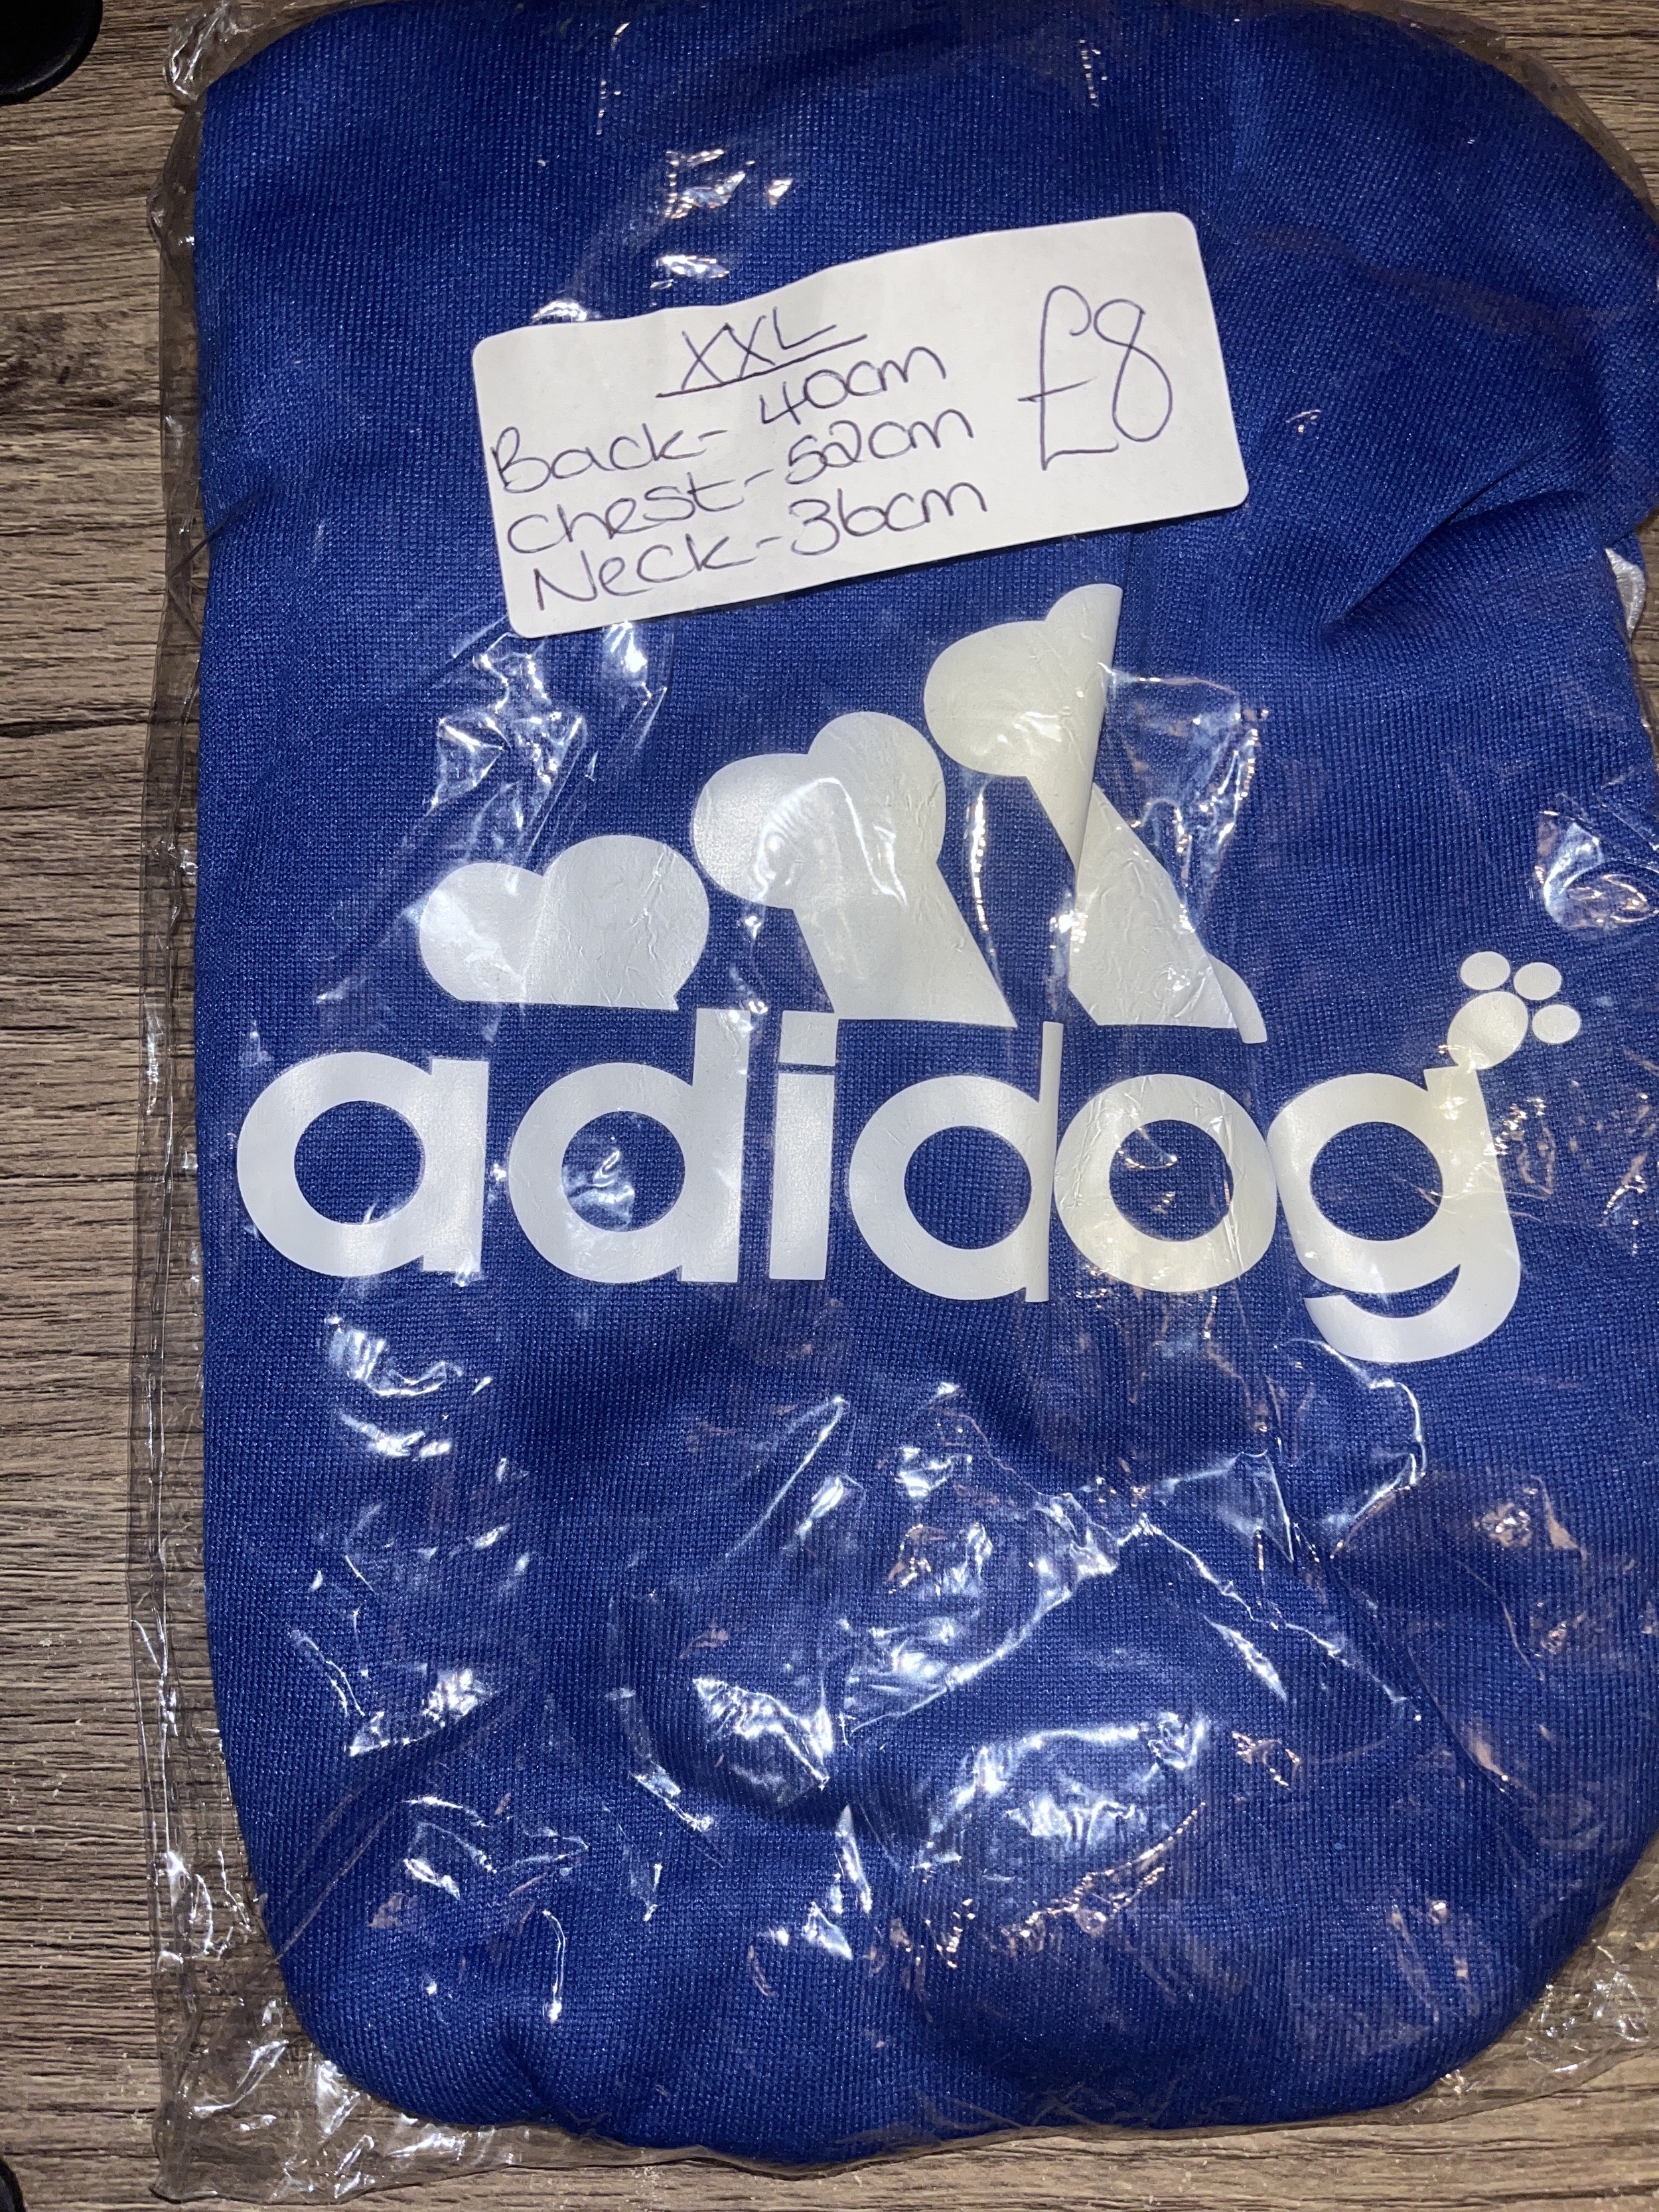 XXL
Back- 40cm
chest-52cm
Neck-36cm
£8
adidog